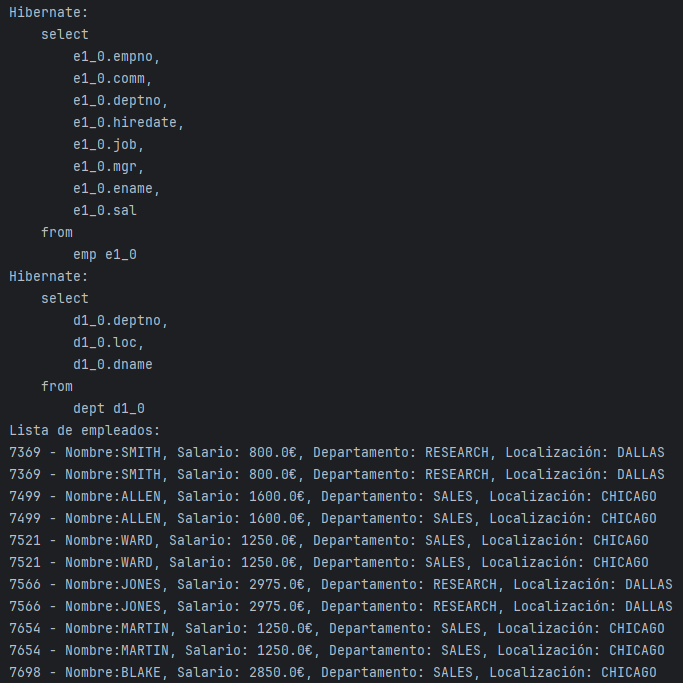 Hibernate:
    select
        e1_0.empno,
        e1_0.comm,
        e1_0.deptno,
        e1_0.hiredate,
        e1_0.job,
        e1_0.mgr,
        e1_0.ename,
        e1_0.sal
    from
        emp e1_0
Hibernate:
    select
        d1_0.deptno,
        d1_0.loc,
        d1_0.dname
    from
        dept d1_0
Lista de empleados:
7369 - Nombre:SMITH, Salario: 800.0€, Departamento: RESEARCH, Localización: DALLAS
7369 - Nombre:SMITH, Salario: 800.0€, Departamento: RESEARCH, Localización: DALLAS
7499 - Nombre:ALLEN, Salario: 1600.0€, Departamento: SALES, Localización: CHICAGO
7499 - Nombre:ALLEN, Salario: 1600.0€, Departamento: SALES, Localización: CHICAGO
7521 - Nombre:WARD, Salario: 1250.0€, Departamento: SALES, Localización: CHICAGO
7521 - Nombre:WARD, Salario: 1250.0€, Departamento: SALES, Localización: CHICAGO
7566 - Nombre:JONES, Salario: 2975.0€, Departamento: RESEARCH, Localización: DALLAS
7566 - Nombre:JONES, Salario: 2975.0€, Departamento: RESEARCH, Localización: DALLAS
7654 - Nombre:MARTIN, Salario: 1250.0€, Departamento: SALES, Localización: CHICAGO
7654 - Nombre:MARTIN, Salario: 1250.0€, Departamento: SALES, Localización: CHICAGO
7698 - Nombre:BLAKE, Salario: 2850.0€, Departamento: SALES, Localización: CHICAGO